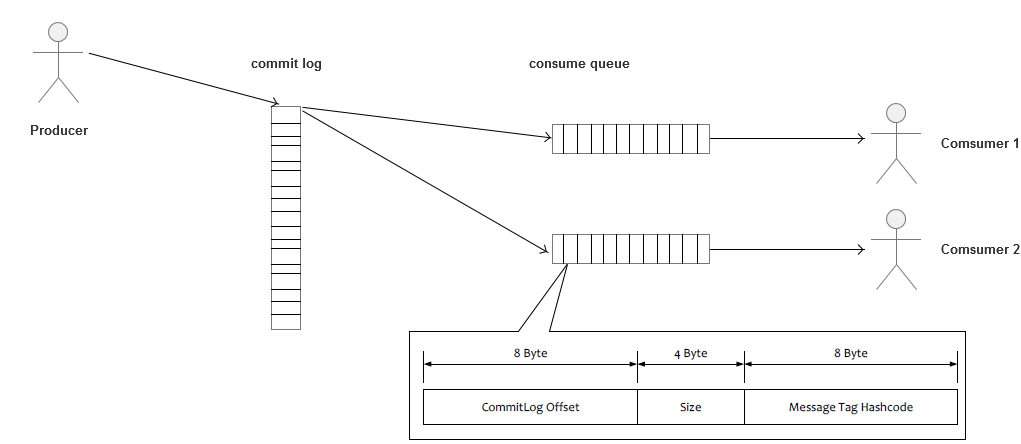 commit log
consume queue
Producer
Comsumer 1
Comsumer 2
8 Byte
4 Byte
8 Byte
CommitLog Offset
Size
Message Tag Hashcode